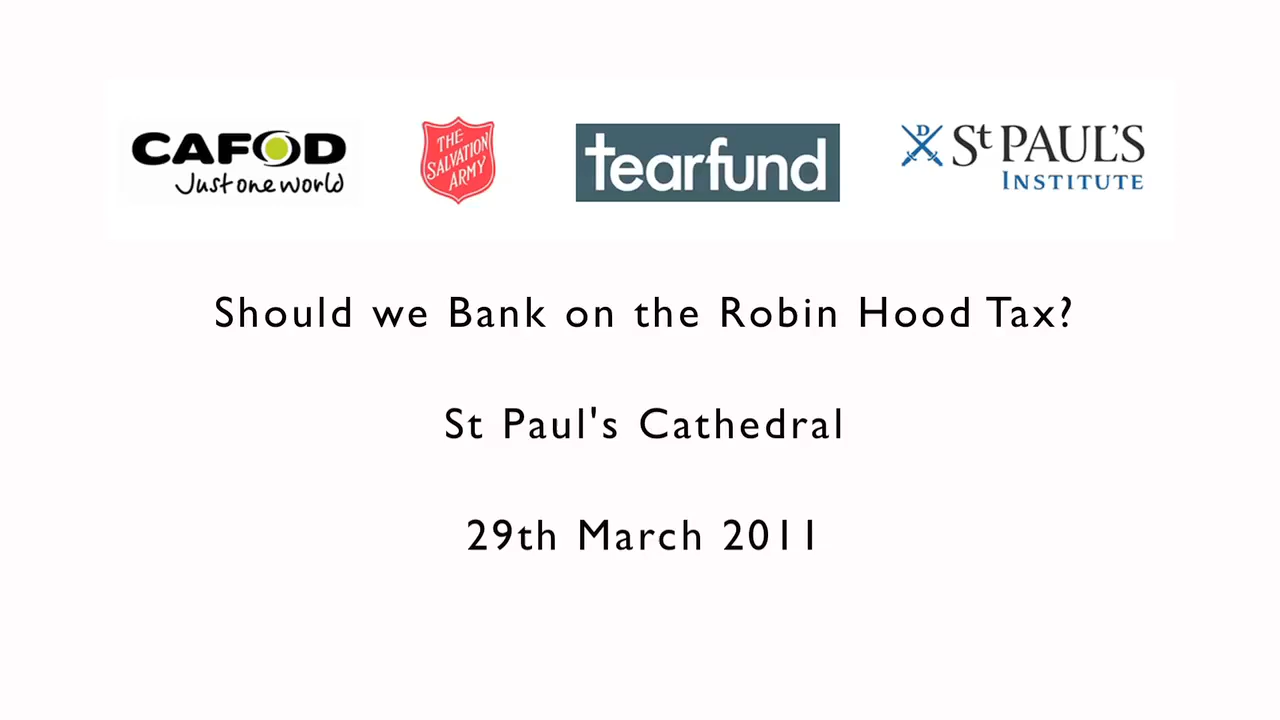 CAFOD
Just one world
THE
SALVATION
ARMY
tearfund
D
St PAUL'S
INSTITUTE
Should we Bank on the Robin Hood Tax?
St Paul's Cathedral
29th March 2011